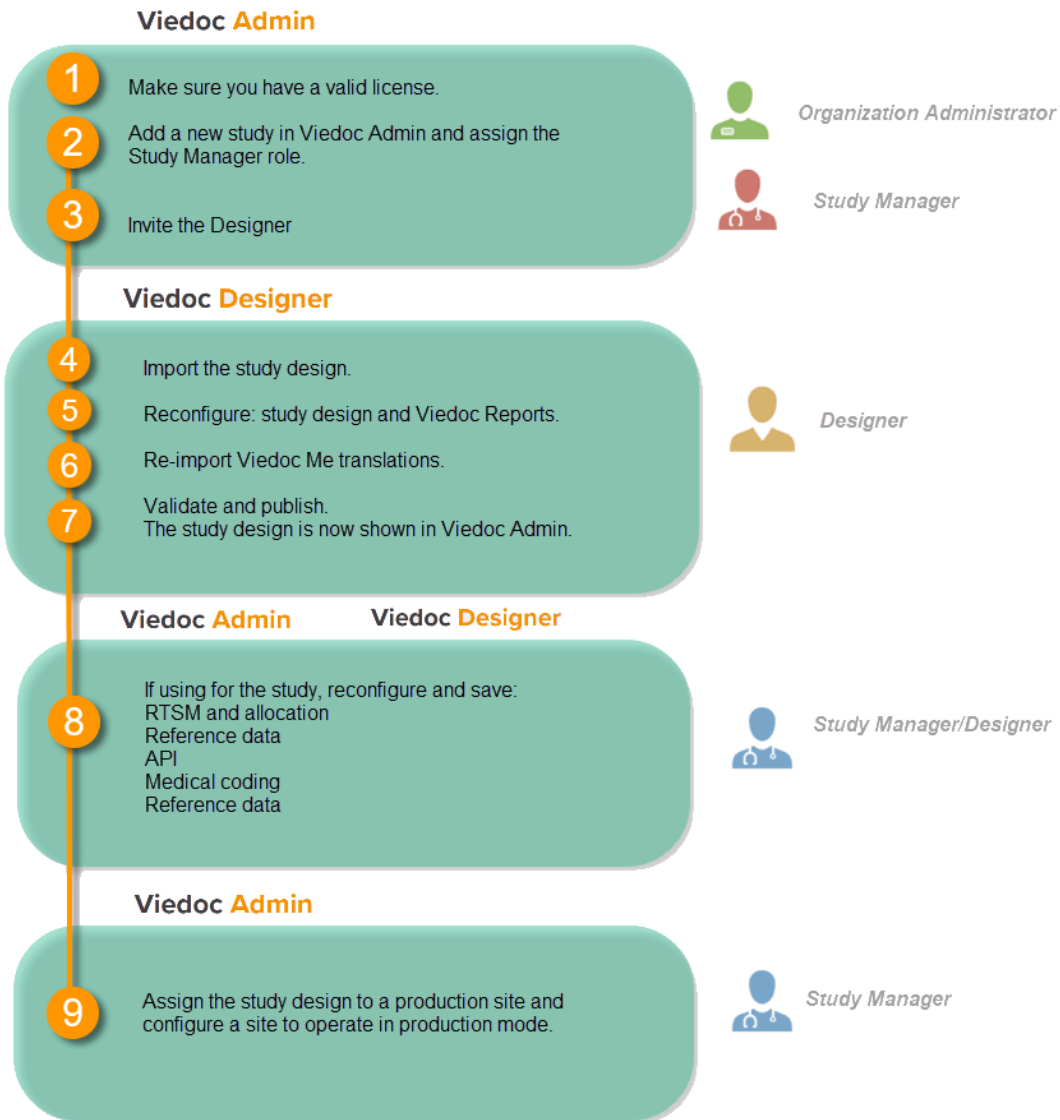 Viedoc Admin
1
Make sure you have a valid license.
Organization Administrator
2
Add a new study in Viedoc Admin and assign the
Study Manager role.
Study Manager
3
Invite the Designer
Viedoc Designer
4
Import the study design.
5
Reconfigure: study design and Viedoc Reports.
Designer
6
Re-import Viedoc Me translations.
7
Validate and publish.
The study design is now shown in Viedoc Admin.
Viedoc Admin
Viedoc Designer
8
If using for the study, reconfigure and save:
RTSM and allocation
Reference data
API
Medical coding
Reference data
Study Manager/Designer
Viedoc Admin
9
Assign the study design to a production site and
configure a site to operate in production mode.
Study Manager